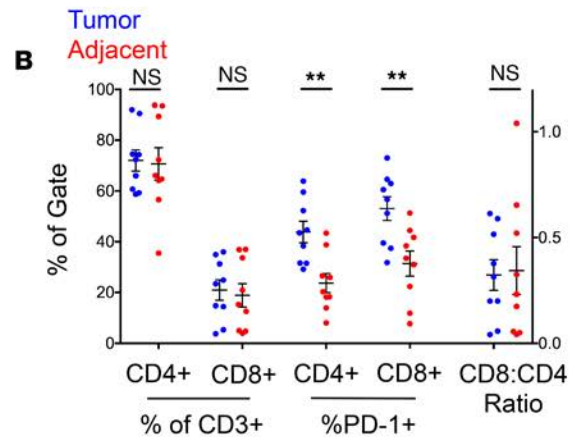 Tumor
Adjacent
B
NS NS ** ** NS
100
80
60
40
20
0
% of Gate
1.0
0.5
0.0
CD4+ CD8+ CD4+ CD8+ CD8:CD4
Ratio
% of CD3+ %PD-1+